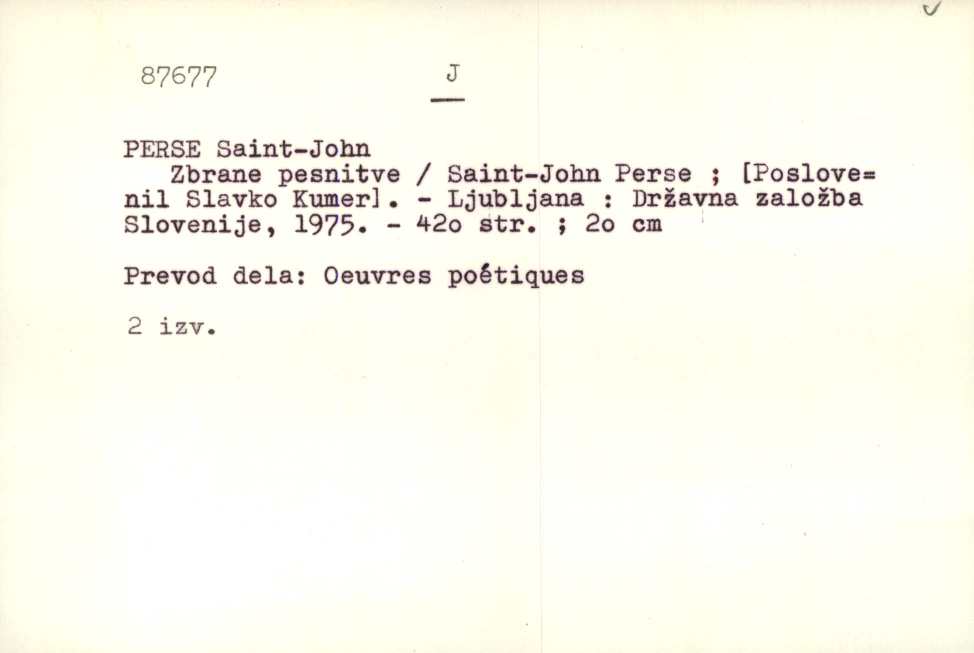 87677 J
PERSE Saint-John
Zbrane pesnitve / Saint-John Perse ; [Poslove=
nil Slavko Kumer]. - Ljubljana : Državna založba
Slovenije, 1975. - 42o str. ; 2o cm
Prevod dela: Oeuvres poétiques
2 izv.